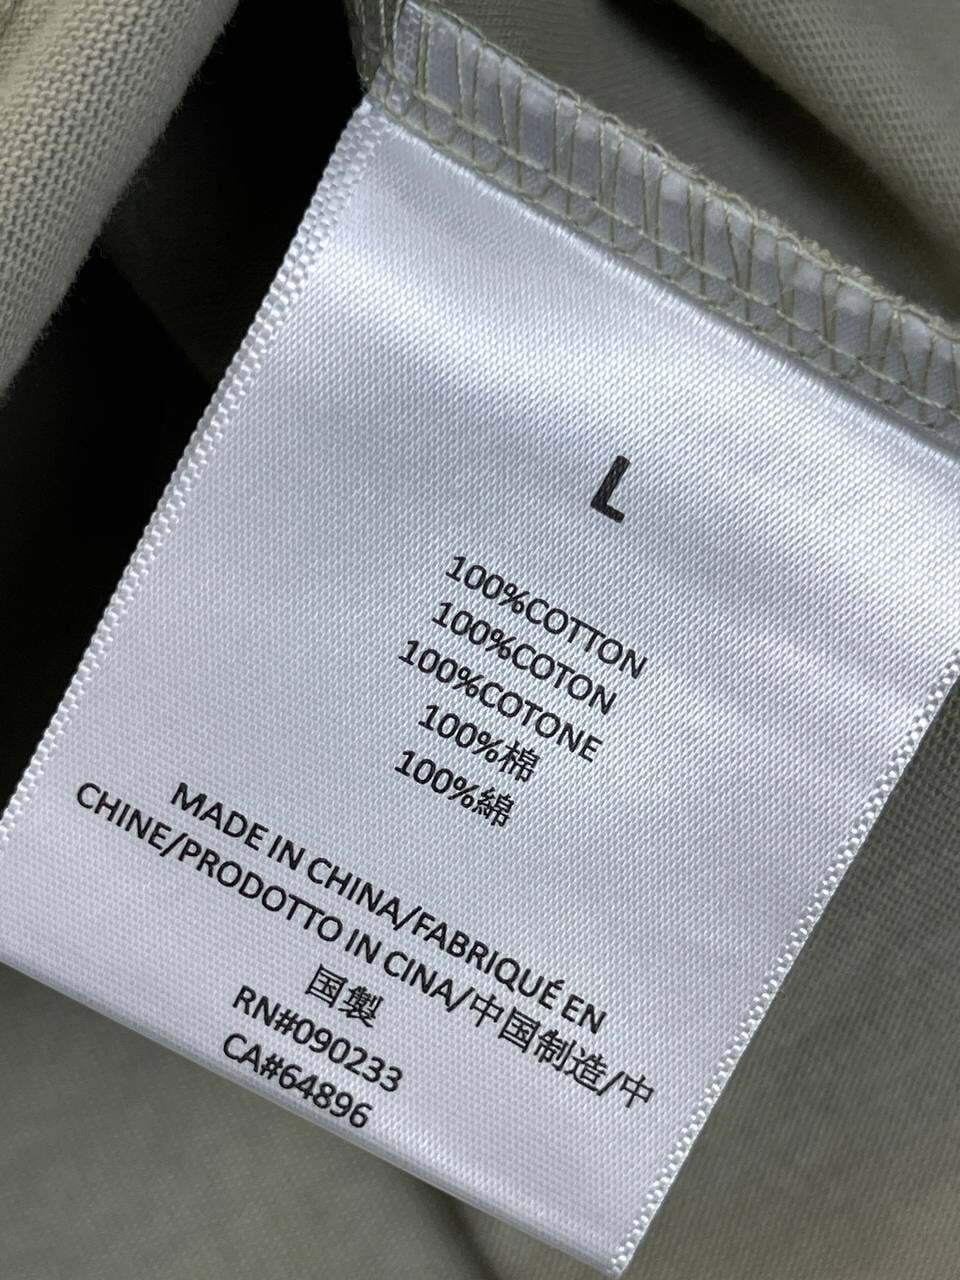 L
100%COTTON
100%COTON
100%COTONE
100%棉
100%綿
MADE IN CHINA/FABRIQUÉ EN
CHINE/PRODOTTO IN CINA/中国制造/中
国製
RN#090233
CA#64896